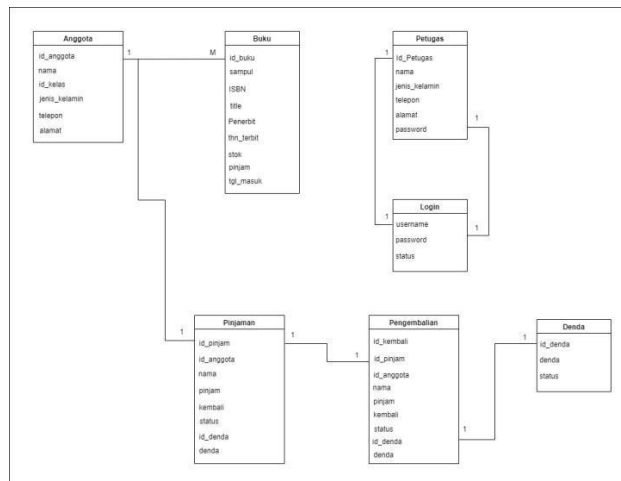 Anggota
id_anggota
nama
id_kelas
jenis_kelamin
telepon
alamat
1
M
Buku
id_buku
sampul
ISBN
title
Penerbit
thn_terbit
stok
pinjam
tgl_masuk
Petugas
Id_Petugas
nama
jenis_kelamin
telepon
alamat
password
1
1
Login
username
password
status
1
1
Pinjaman
id_pinjam
id_anggota
nama
pinjam
kembali
status
id_denda
denda
1
1
Pengembalian
id_kembali
id_pinjam
id_anggota
nama
pinjam
kembali
status
id_denda
denda
1
1
Denda
id_denda
denda
status
1